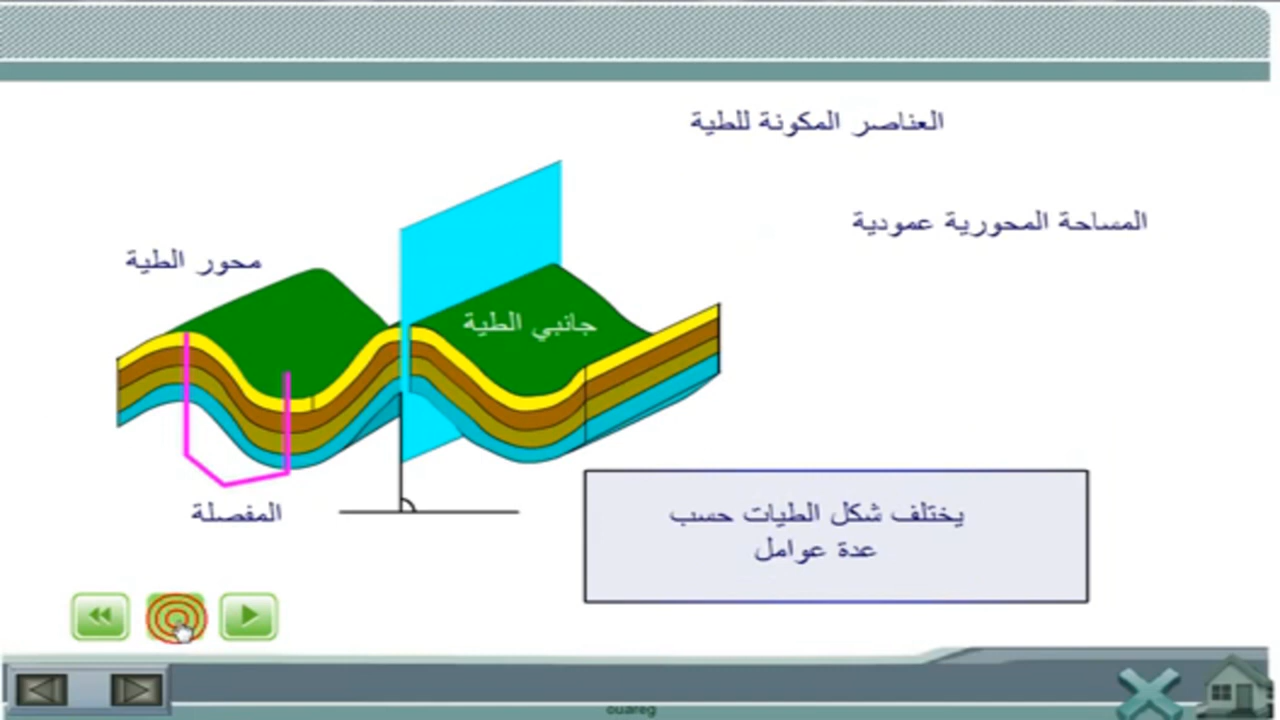 العناصر المكونة للطية
المساحة المحورية عمودية
محور الطية
جانبي الطية
المفصلة
يختلف شكل الطيات حسب
عدة عوامل
ouareg